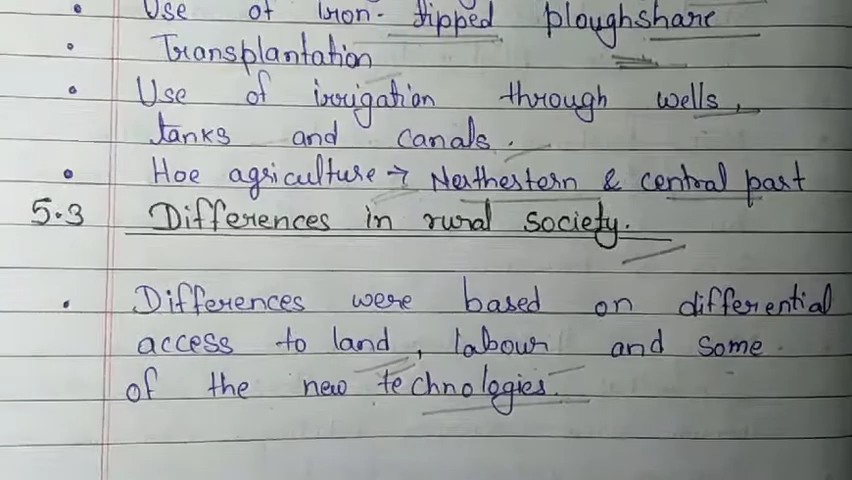 • Use of Iron-tipped ploughshare
• Transplantation
• Use of irrigation through wells,
tanks and canals.
• Hoe agriculture → Northestern & central part
5.3 Differences in rural society.
• Differences were based on differential
access to land, labour and some
of the new technologies.